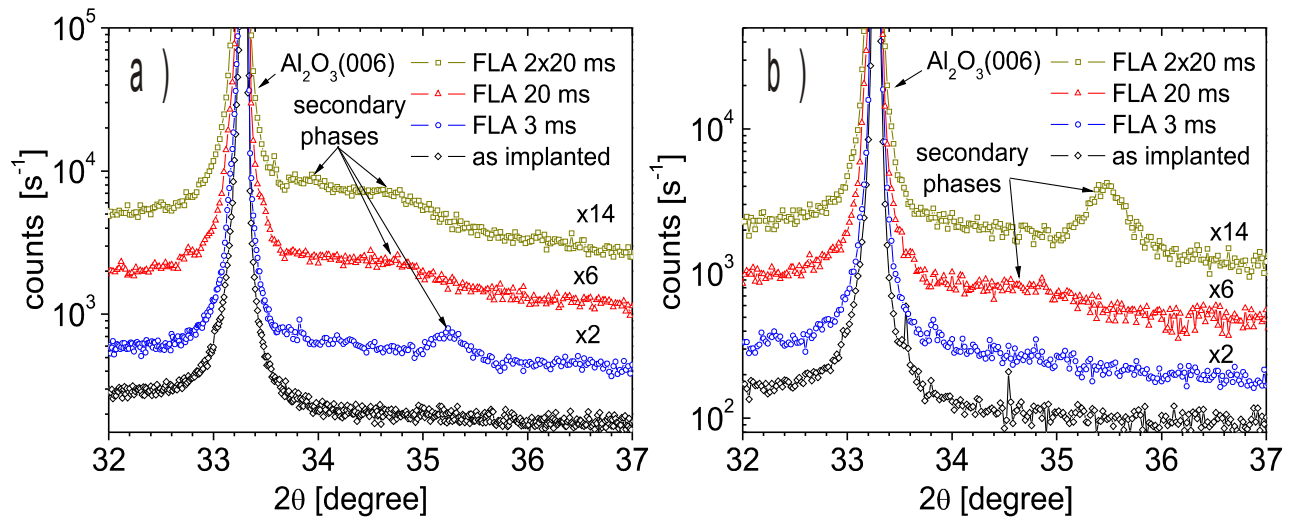 10^5
10^4
10^3
counts [s^-1]
a )
Al_2O_3(006)
secondary
phases
FLA 2x20 ms
FLA 20 ms
FLA 3 ms
as implanted
x14
x6
x2
32 33 34 35 36 37
2θ [degree]
10^4
10^3
10^2
counts [s^-1]
b )
Al_2O_3(006)
secondary
phases
FLA 2x20 ms
FLA 20 ms
FLA 3 ms
as implanted
x14
x6
x2
32 33 34 35 36 37
2θ [degree]